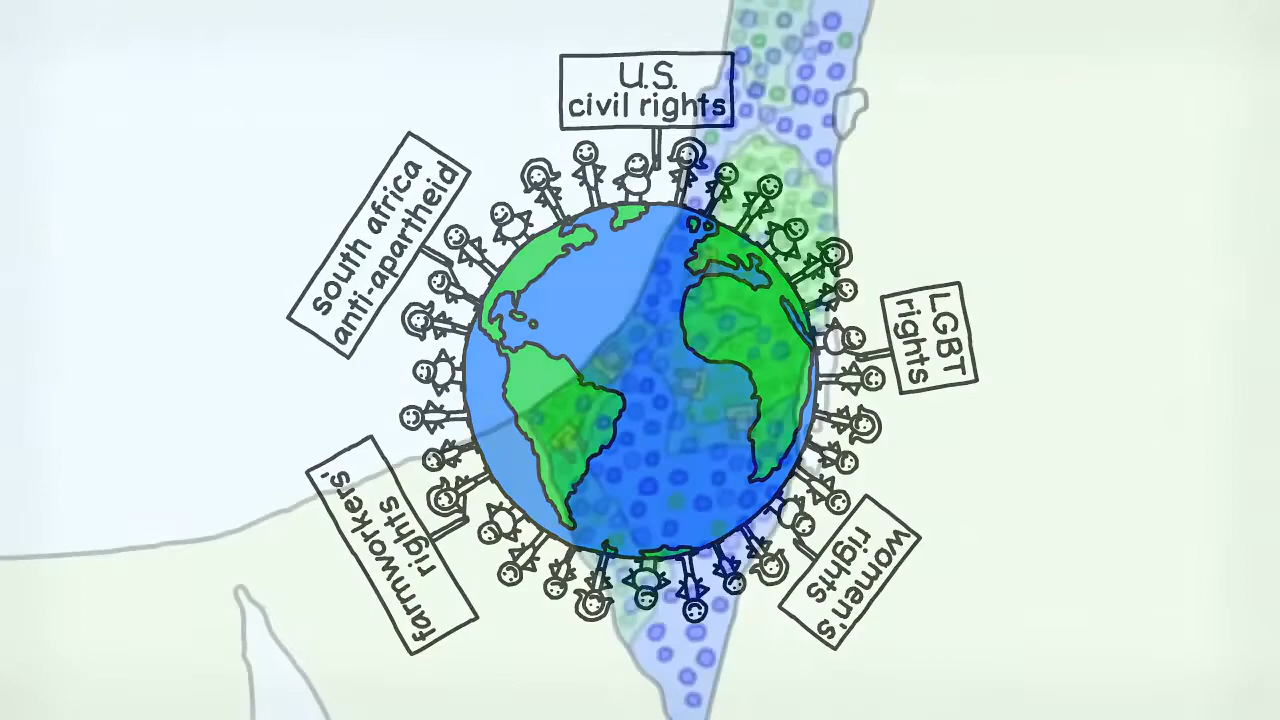 U.S.
civil rights
south africa
anti-apartheid
LGBT
rights
farmworkers'
rights
women's
rights